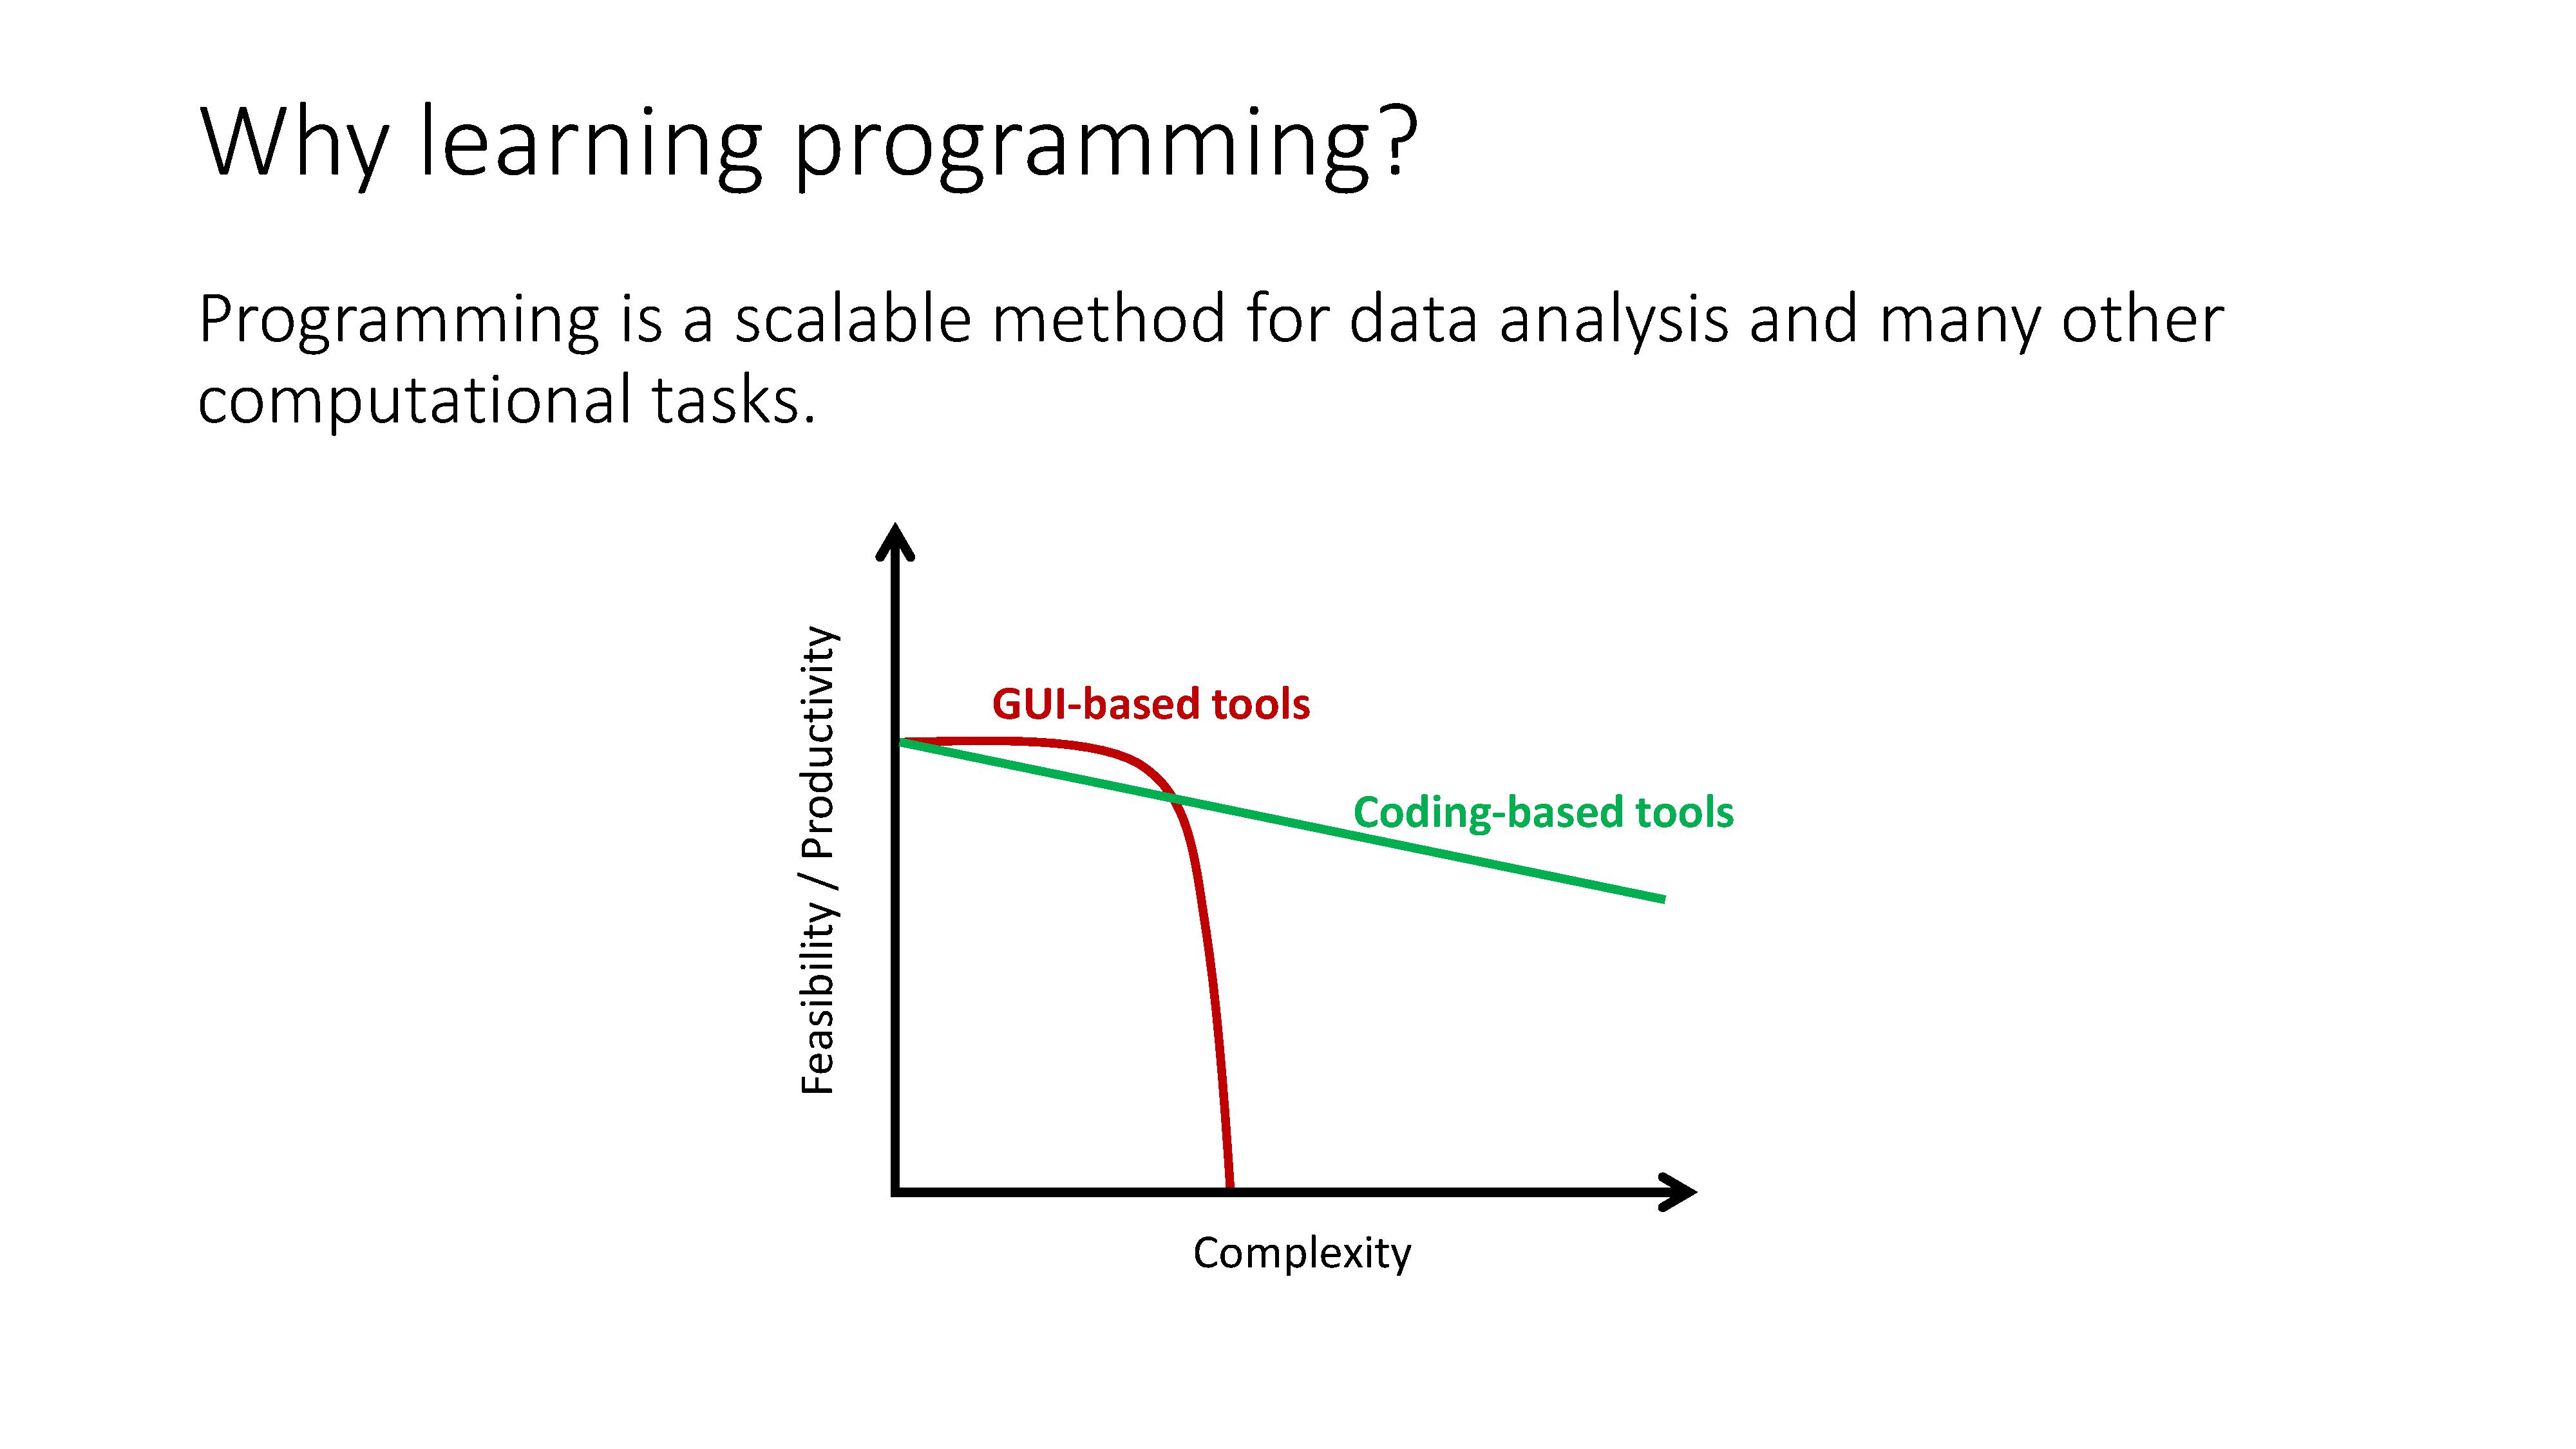 Why learning programming?
Programming is a scalable method for data analysis and many other
computational tasks.
Feasibility / Productivity
GUI-based tools
Coding-based tools
Complexity